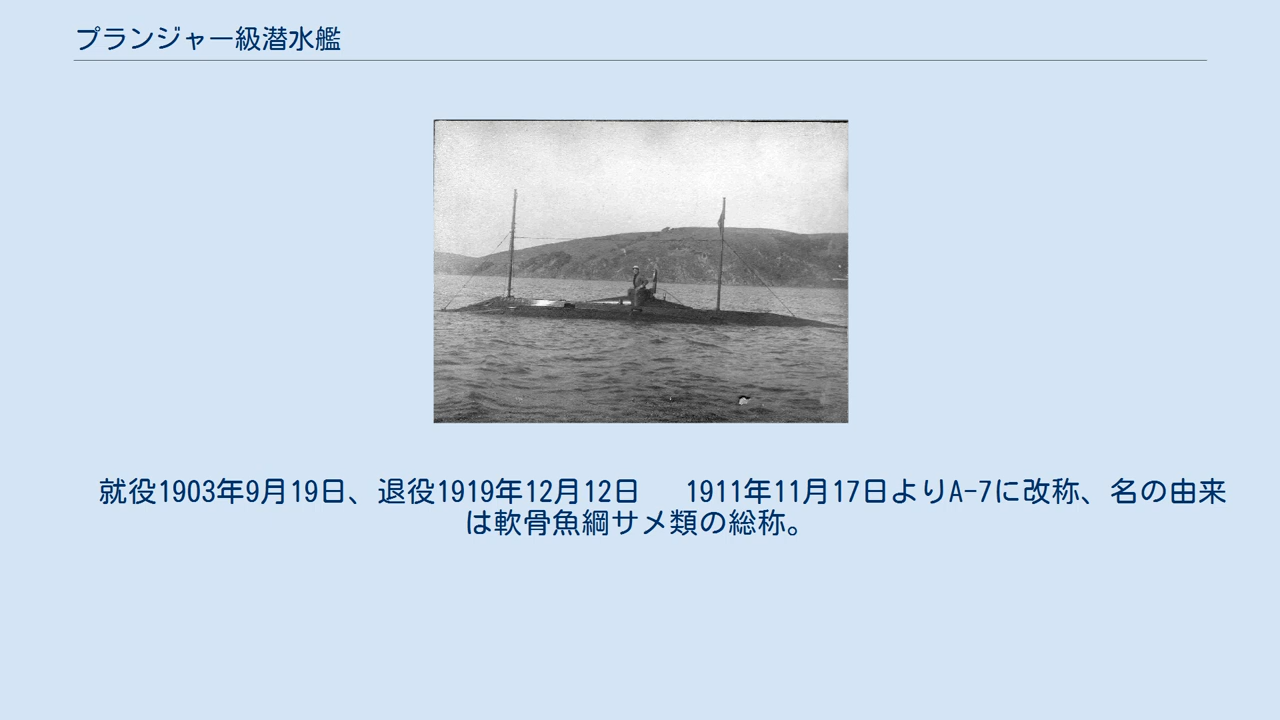 プランジャー級潜水艦
就役1903年9月19日、退役1919年12月12日　 1911年11月17日よりA-7に改称、名の由来
は軟骨魚綱サメ類の総称。